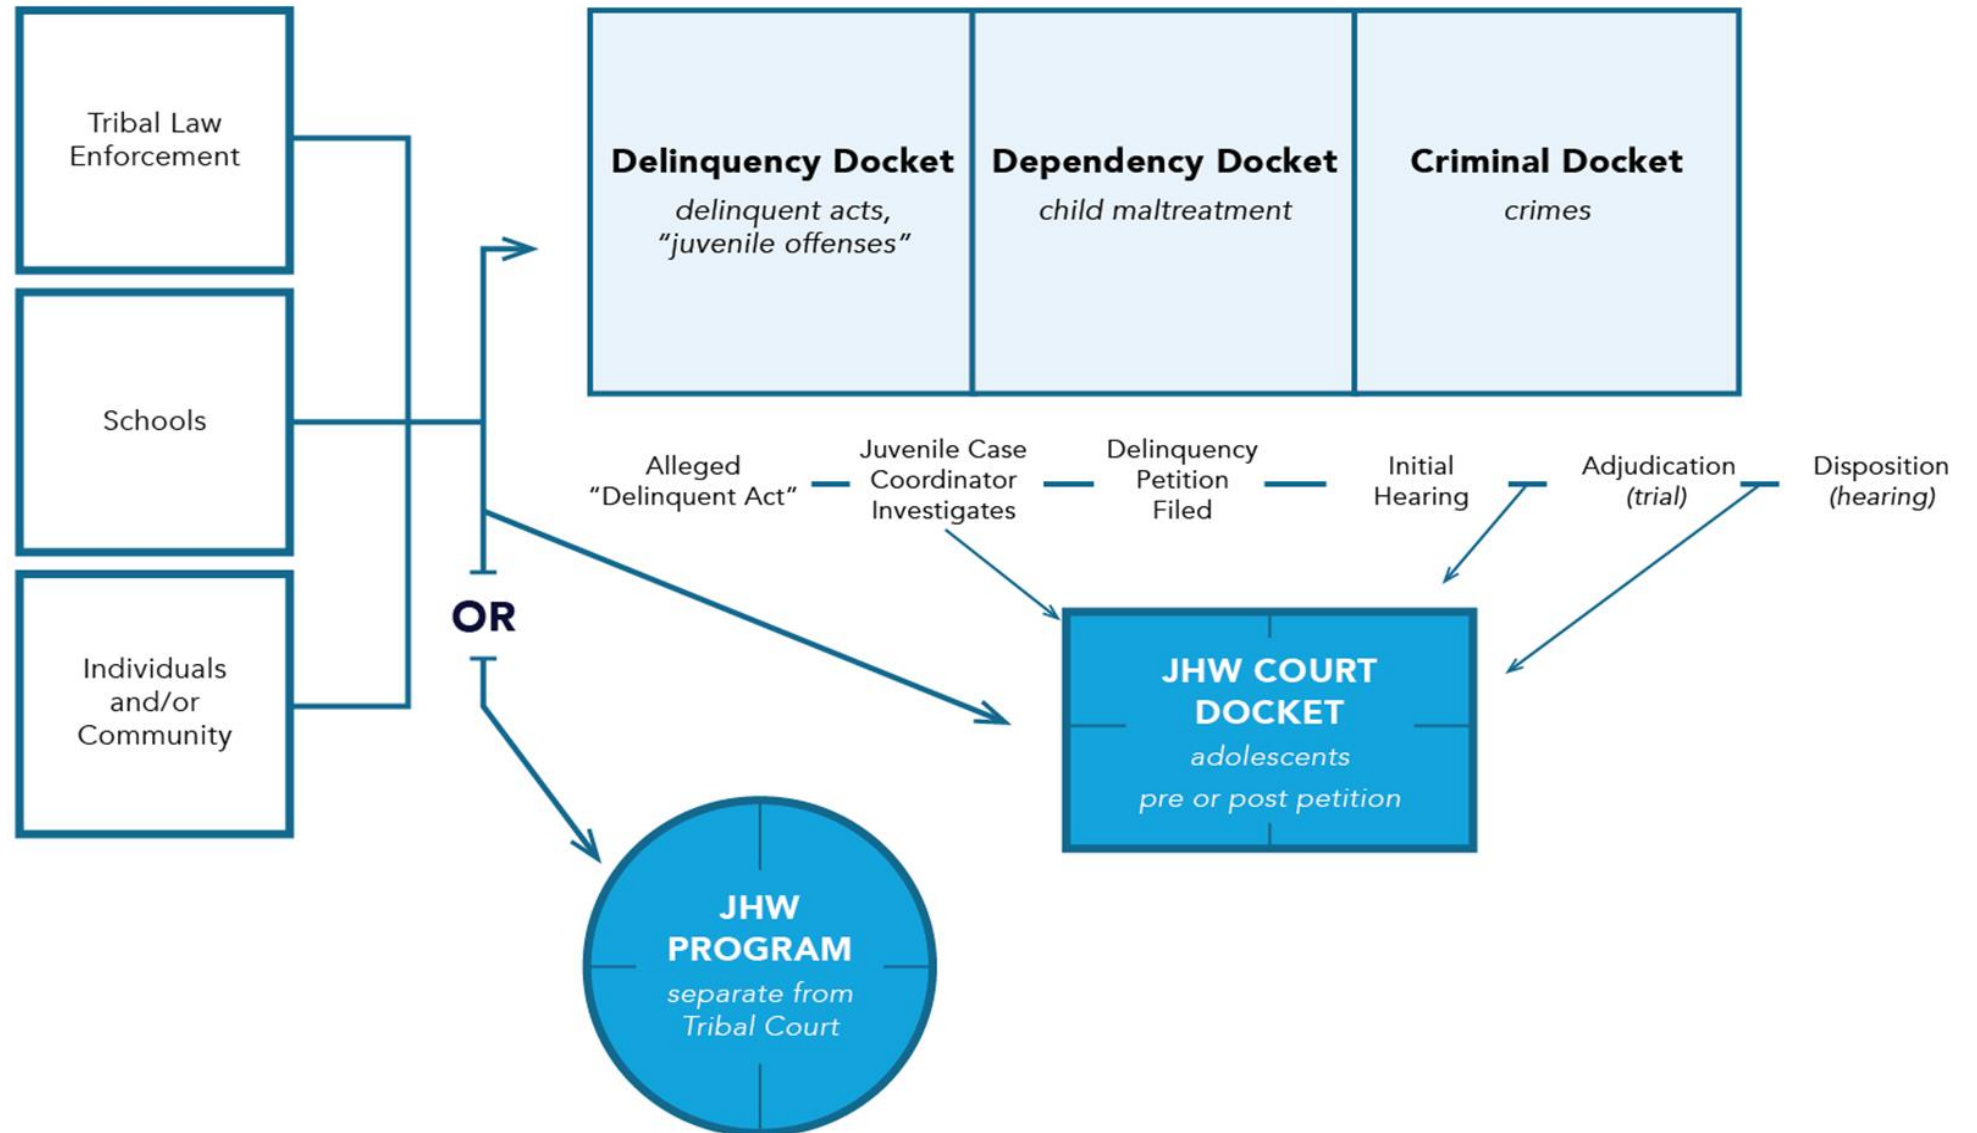 Tribal Law
Enforcement
Schools
Individuals
and/or
Community
OR
Delinquency Docket
delinquent acts,
“juvenile offenses”
Dependency Docket
child maltreatment
Criminal Docket
crimes
Alleged
“Delinquent Act”
Juvenile Case
Coordinator
Investigates
Delinquency
Petition
Filed
Initial
Hearing
Adjudication
(trial)
Disposition
(hearing)
JHW COURT
DOCKET
adolescents
pre or post petition
JHW
PROGRAM
separate from
Tribal Court